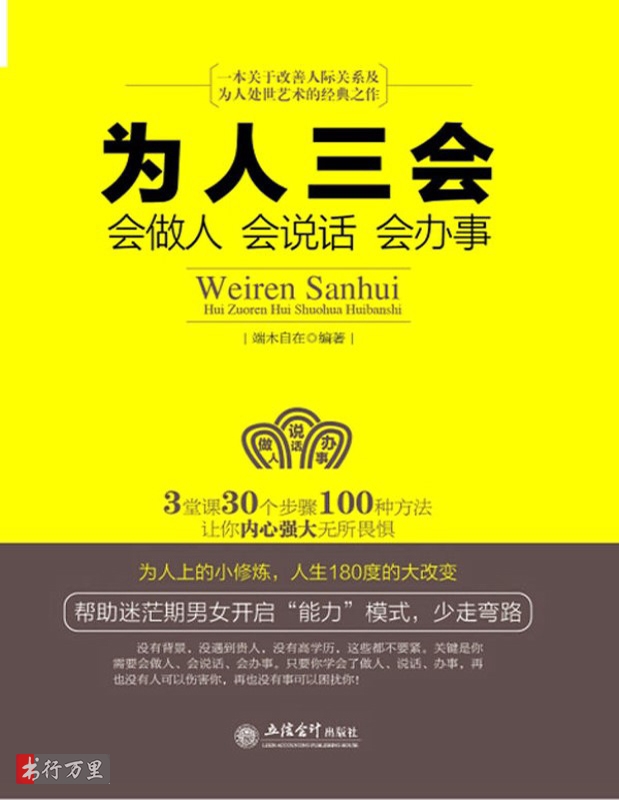 一本关于改善人际关系及
为人处世艺术的经典之作
为人三会
会做人 会说话 会办事
Weiren Sanhui
Hui Zuoren Hui Shuohua Huibanshi
端木自在◎编著
做人 说话 办事
3堂课30个步骤100种方法
让你内心强大无所畏惧
为人上的小修炼，人生180度的大改变
帮助迷茫期男女开启“能力”模式，少走弯路
没有背景，没遇到贵人，没有高学历，这些都不要紧。关键是你
需要会做人、会说话、会办事。只要你学会了做人、说话、办事，再
也没有人可以伤害你，再也没有事可以困扰你！
立信会计出版社
LIXIN ACCOUNTING PUBLISHING HOUSE
书行万里